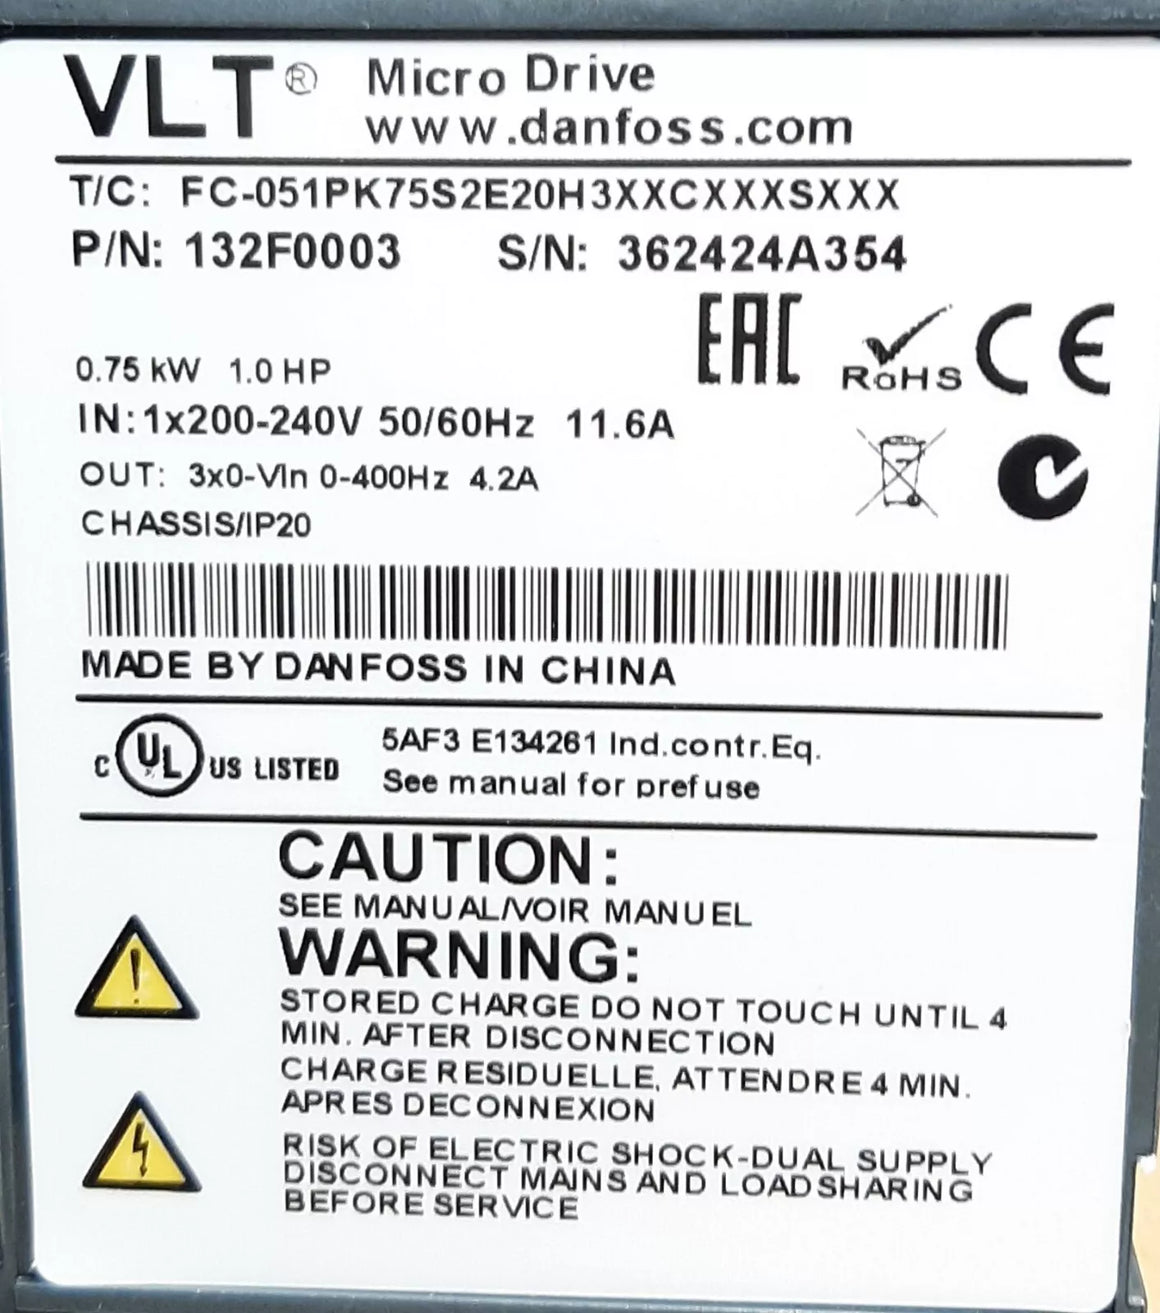 VLT® Micro Drive
www.danfoss.com
T/C: FC-051PK75S2E20H3XXCXXXSXXX
P/N: 132F0003 S/N: 362424A354
EAC RoHS CE
0.75 kW 1.0 HP
IN:1x200-240V 50/60Hz 11.6A
OUT: 3x0-VIn 0-400Hz 4.2A
CHASSIS/IP20
MADE BY DANFOSS IN CHINA
c UL US LISTED
5AF3 E134261 Ind.contr.Eq.
See manual for prefuse
CAUTION:
SEE MANUAL/VOIR MANUEL
WARNING:
STORED CHARGE DO NOT TOUCH UNTIL 4
MIN. AFTER DISCONNECTION
CHARGE RESIDUELLE, ATTENDRE 4 MIN.
APRES DECONNEXION
RISK OF ELECTRIC SHOCK-DUAL SUPPLY
DISCONNECT MAINS AND LOADSHARING
BEFORE SERVICE